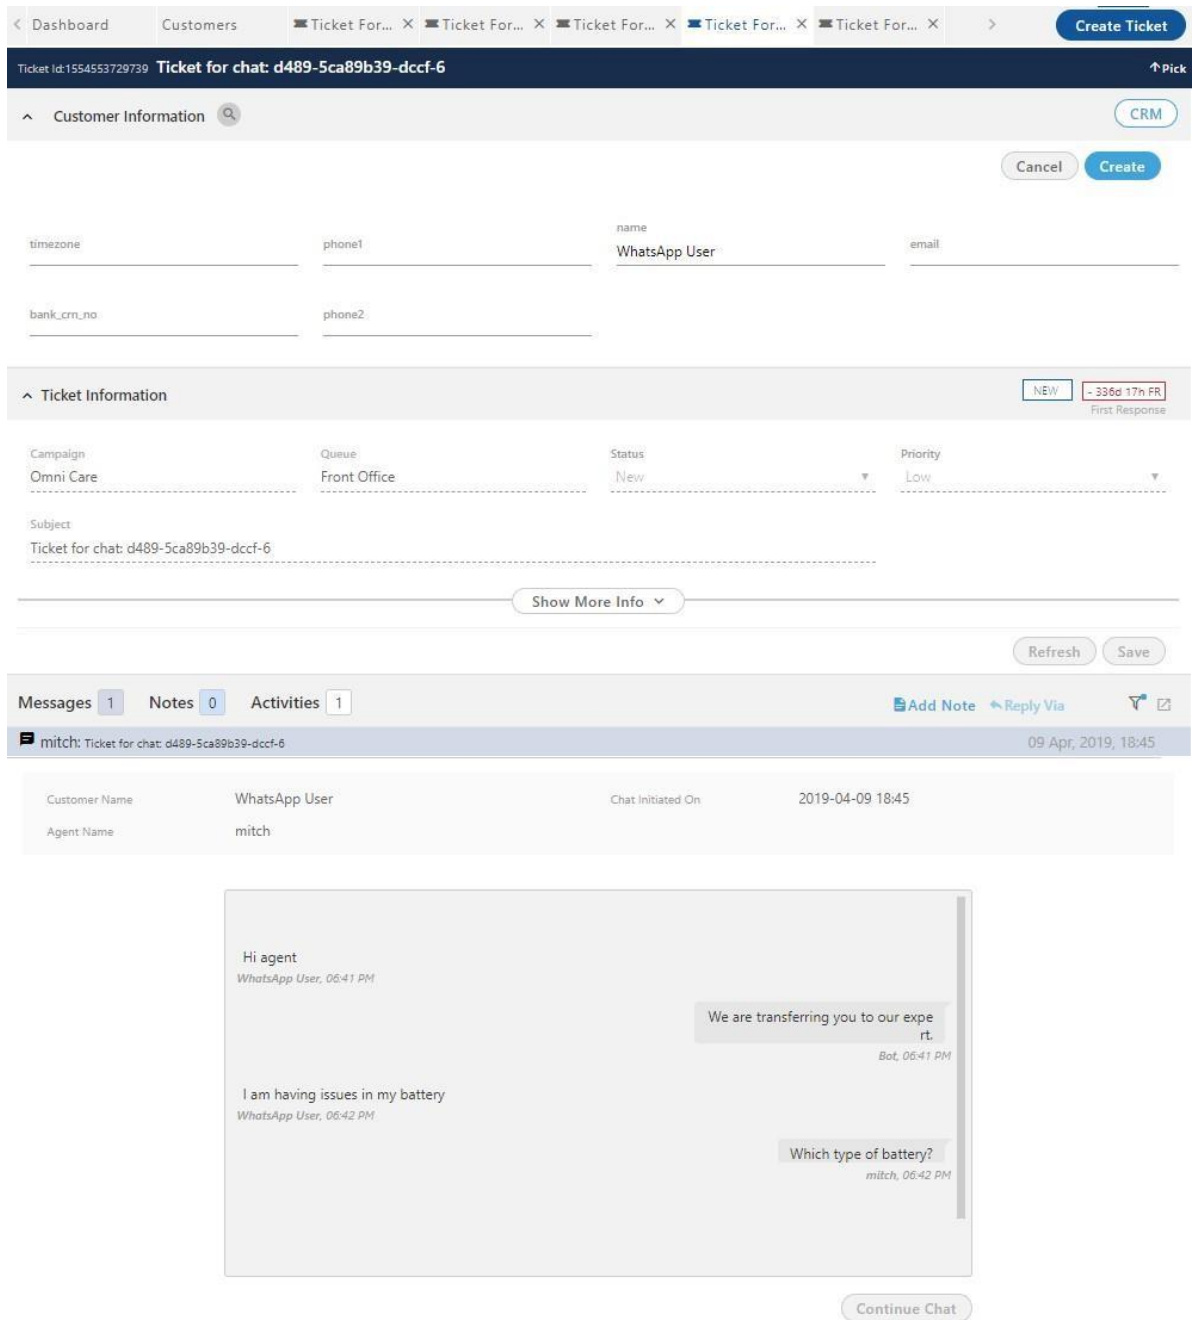 Dashboard Customers Ticket For... Ticket For... Ticket For... Ticket For... Ticket For... Create Ticket
Ticket Id:1554553729739 Ticket for chat: d489-5ca89b39-dccf-6 Pick
Customer Information CRM
Cancel Create
timezone phone1 name email
WhatsApp User
bank_crn_no phone2
Ticket Information NEW - 336d 17h FR
First Response
Campaign Queue Status Priority
Omni Care Front Office New Low
Subject
Ticket for chat: d489-5ca89b39-dccf-6
Show More Info
Refresh Save
Messages 1 Notes 0 Activities 1 Add Note Reply Via
mitch: Ticket for chat: d489-5ca89b39-dccf-6 09 Apr, 2019, 18:45
Customer Name WhatsApp User Chat Initiated On 2019-04-09 18:45
Agent Name mitch
Hi agent
WhatsApp User, 06:41 PM
We are transferring you to our expe
rt.
Bot, 06:41 PM
I am having issues in my battery
WhatsApp User, 06:42 PM
Which type of battery?
mitch, 06:42 PM
Continue Chat